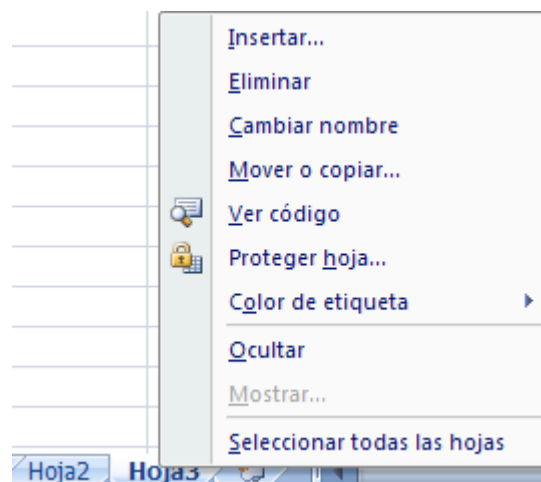 Insertar...
Eliminar
Cambiar nombre
Mover o copiar...
Ver código
Proteger hoja...
Color de etiqueta
Ocultar
Mostrar...
Seleccionar todas las hojas
Hoja2 Hoja3